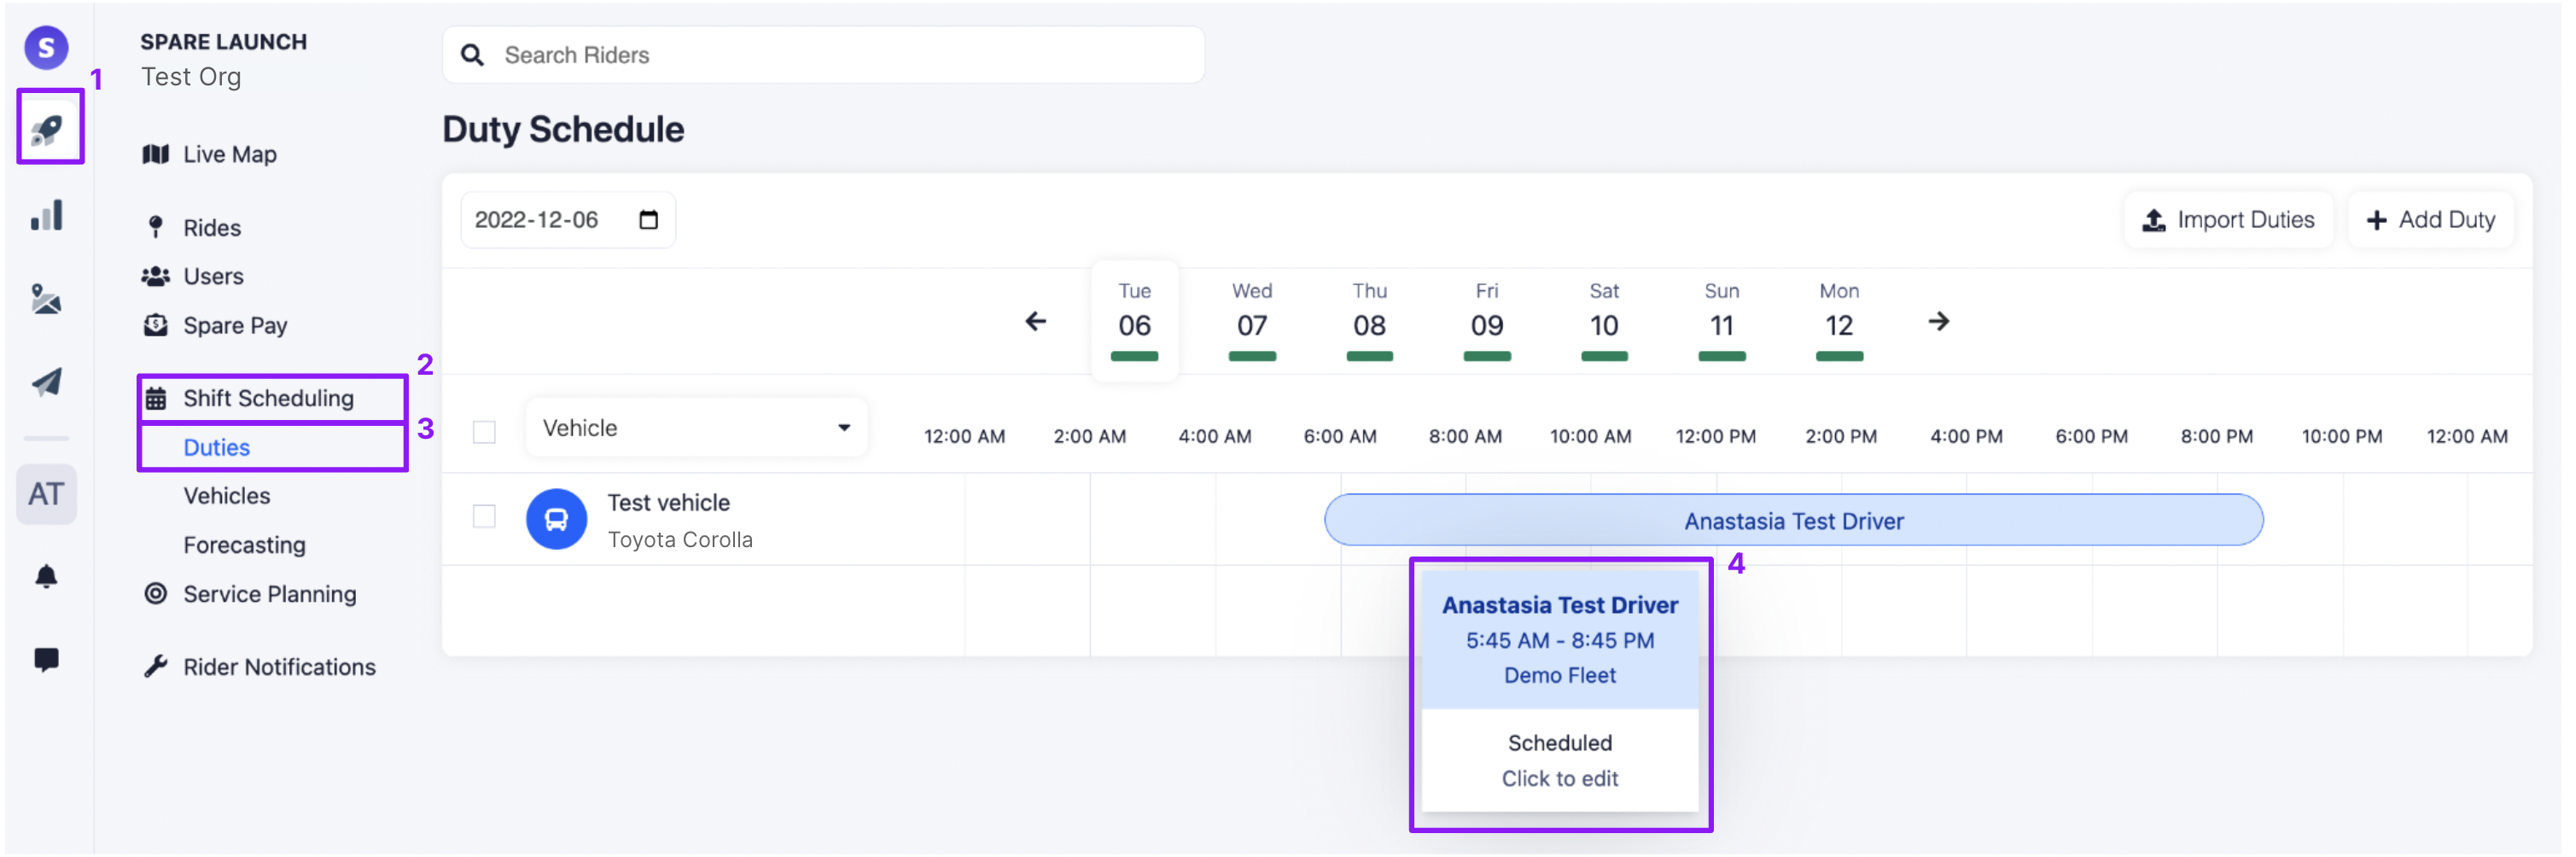 S
1
SPARE LAUNCH
Test Org
Live Map
Rides
Users
Spare Pay
2
Shift Scheduling
3
Duties
Vehicles
Forecasting
Service Planning
Rider Notifications
AT
Search Riders
Duty Schedule
2022-12-06
Import Duties
Add Duty
Tue Wed Thu Fri Sat Sun Mon
06 07 08 09 10 11 12
Vehicle
12:00 AM 2:00 AM 4:00 AM 6:00 AM 8:00 AM 10:00 AM 12:00 PM 2:00 PM 4:00 PM 6:00 PM 8:00 PM 10:00 PM 12:00 AM
Test vehicle
Toyota Corolla
Anastasia Test Driver
4
Anastasia Test Driver
5:45 AM - 8:45 PM
Demo Fleet
Scheduled
Click to edit